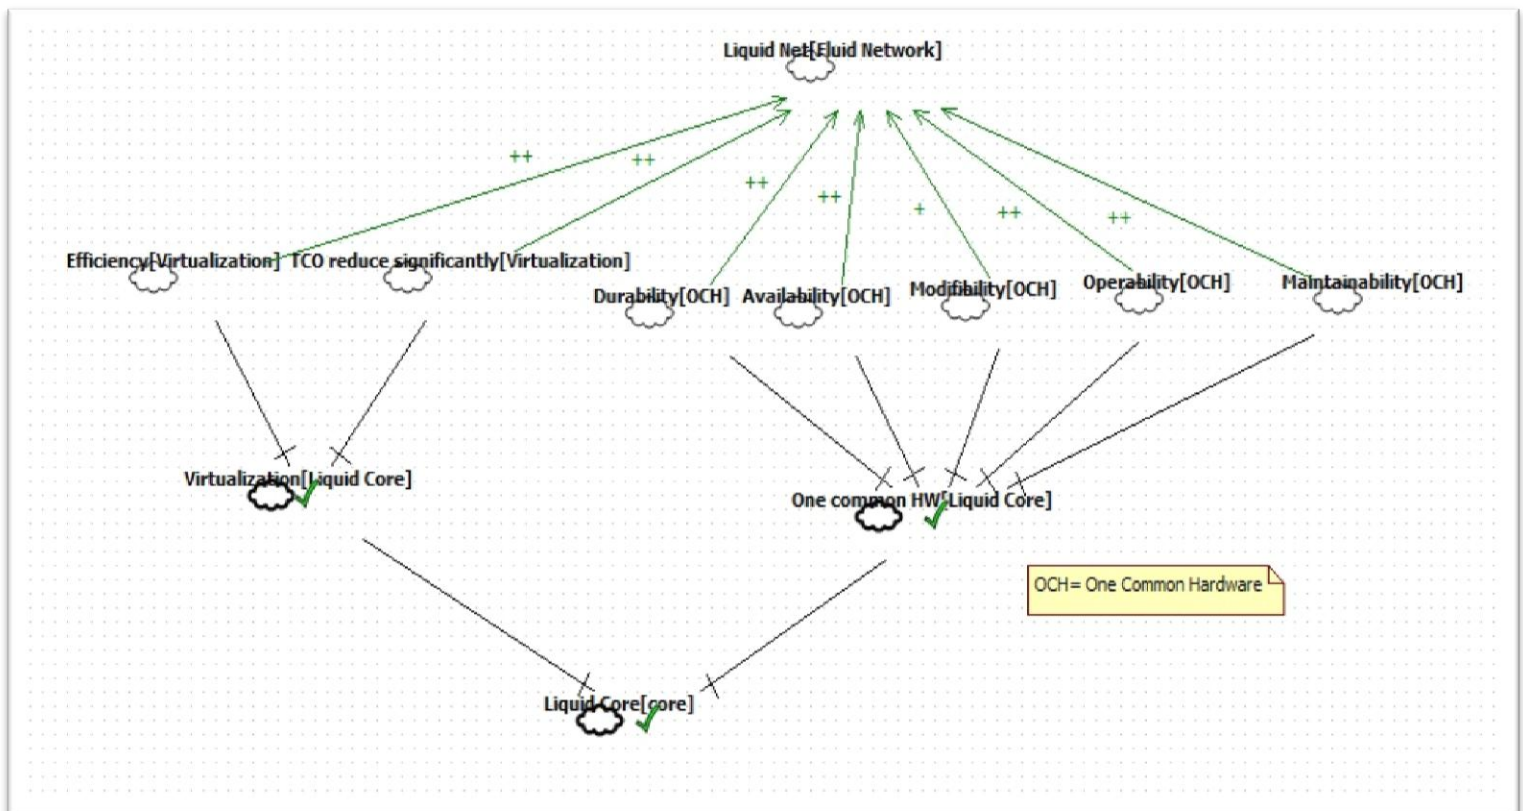 Liquid Net[Fluid Network]
++
++
++
++
+
++
++
Efficiency[Virtualization]
TCO reduce significantly[Virtualization]
Durability[OCH]
Availability[OCH]
Modifibility[OCH]
Operability[OCH]
Maintainability[OCH]
Virtualization[Liquid Core]
One common HW[Liquid Core]
OCH= One Common Hardware
Liquid Core[core]